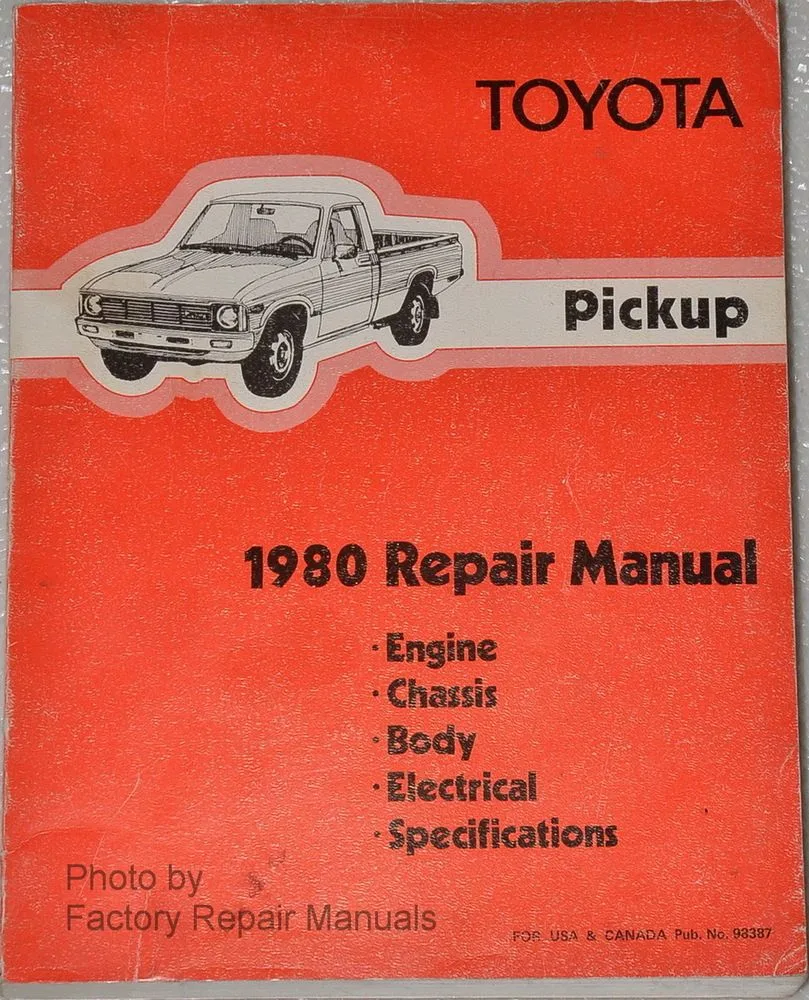 TOYOTA
Pickup
1980 Repair Manual
· Engine
· Chassis
· Body
· Electrical
· Specifications
Photo by
Factory Repair Manuals
FOR USA & CANADA Pub. No. 98387